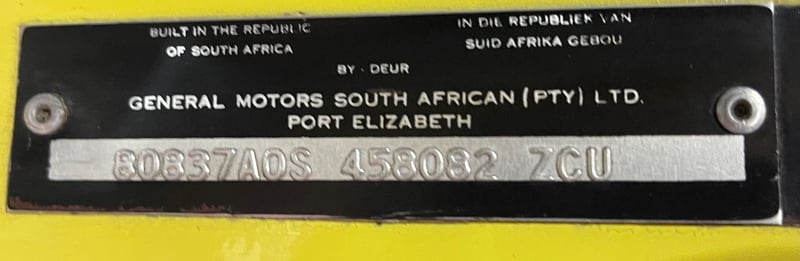 BUILT IN THE REPUBLIC
OF SOUTH AFRICA
IN DIE REPUBLIEK VAN
SUID AFRIKA GEBOU
BY · DEUR
GENERAL MOTORS SOUTH AFRICAN (PTY) LTD.
PORT ELIZABETH
80837AOS 458082 ZCU